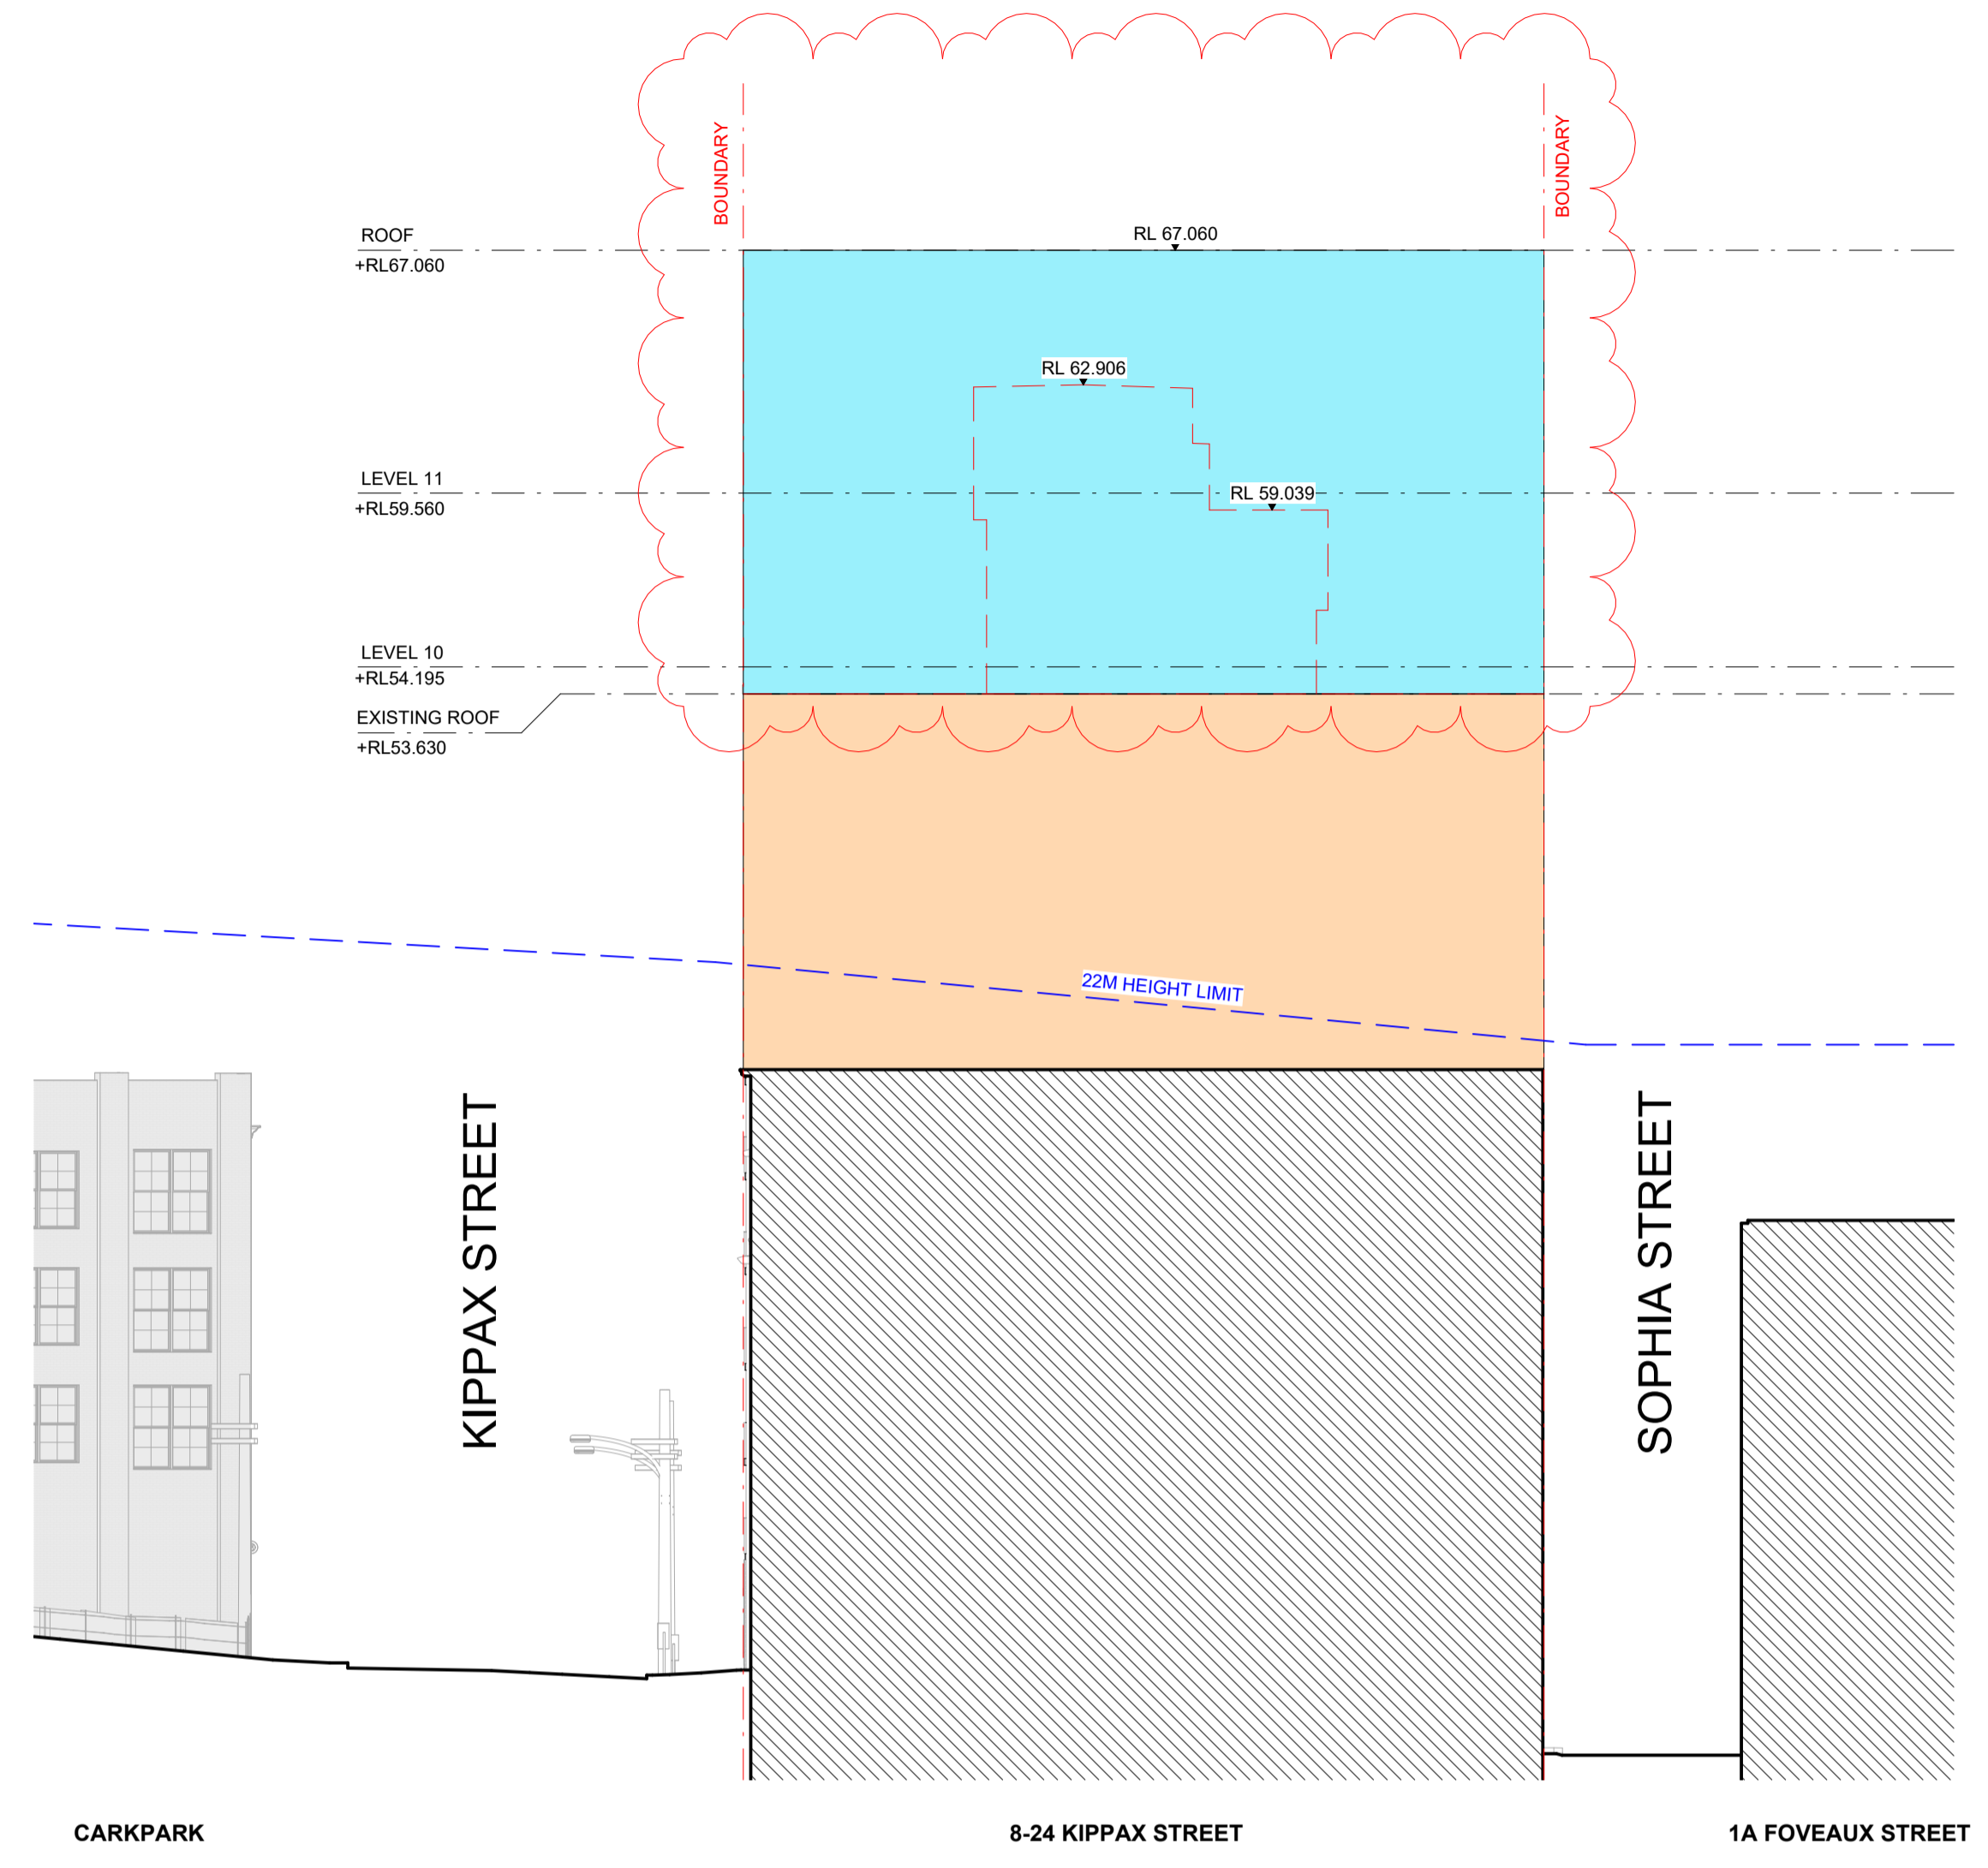 BOUNDARY
BOUNDARY
ROOF
+RL67.060
RL 67.060
RL 62.906
LEVEL 11
+RL59.560
RL 59.039
LEVEL 10
+RL54.195
EXISTING ROOF
+RL53.630
22M HEIGHT LIMIT
KIPPAX STREET
SOPHIA STREET
CARKPARK
8-24 KIPPAX STREET
1A FOVEAUX STREET